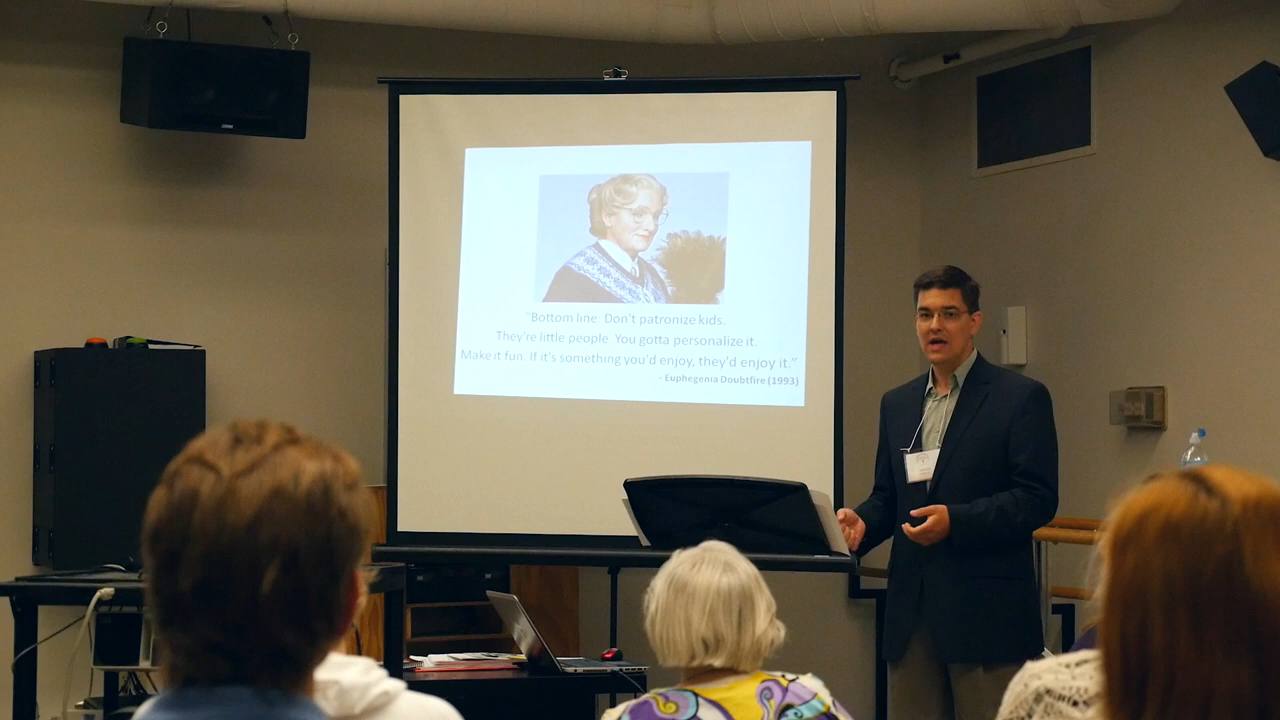 "Bottom line: Don't patronize kids.
They're little people. You gotta personalize it.
Make it fun. If it's something you'd enjoy, they'd enjoy it."
- Euphegenia Doubtfire (1993)